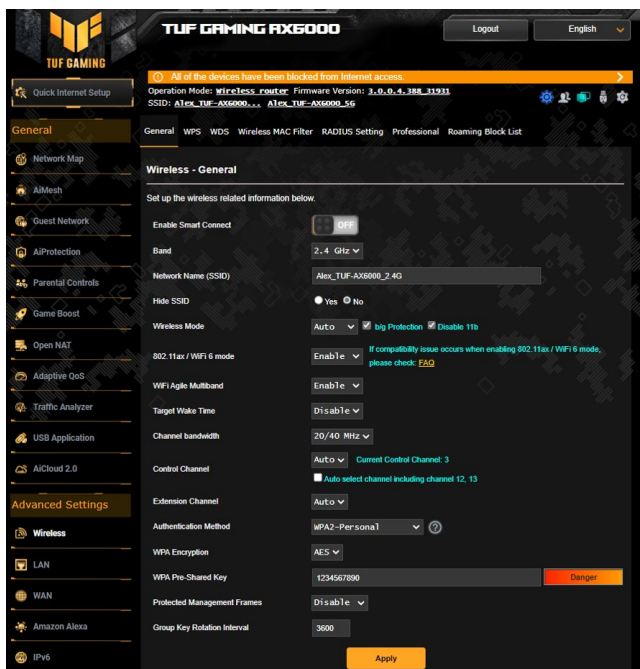 TUF GAMING AX6000
Logout
English
TUF GAMING
All of the devices have been blocked from Internet access.
Quick Internet Setup
Operation Mode: Wireless router Firmware Version: 3.0.0.4.388_31931
SSID: Alex_TUF-AX6000... Alex_TUF-AX6000_5G
General
General WPS WDS Wireless MAC Filter RADIUS Setting Professional Roaming Block List
Network Map
AiMesh
Guest Network
AiProtection
Parental Controls
Game Boost
Open NAT
Adaptive QoS
Traffic Analyzer
USB Application
AiCloud 2.0
Advanced Settings
Wireless
LAN
WAN
Amazon Alexa
IPv6
Wireless - General
Set up the wireless related information below.
Enable Smart Connect OFF
Band 2.4 GHz
Network Name (SSID) Alex_TUF-AX6000_2.4G
Hide SSID Yes No
Wireless Mode Auto b/g Protection Disable 11b
802.11ax / WiFi 6 mode Enable If compatibility issue occurs when enabling 802.11ax / WiFi 6 mode,
please check: FAQ
WiFi Agile Multiband Enable
Target Wake Time Disable
Channel bandwidth 20/40 MHz
Control Channel Auto Current Control Channel: 3
Auto select channel including channel 12, 13
Extension Channel Auto
Authentication Method WPA2-Personal ?
WPA Encryption AES
WPA Pre-Shared Key 1234567890 Danger
Protected Management Frames Disable
Group Key Rotation Interval 3600
Apply